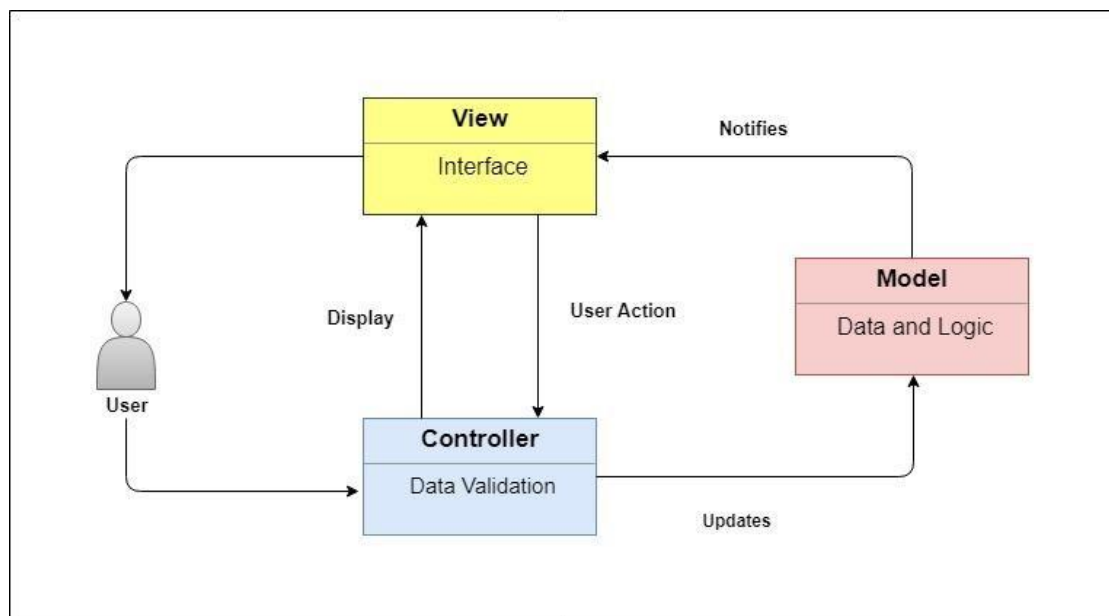 View
Interface
Notifies
Model
Data and Logic
Display
User Action
User
Controller
Data Validation
Updates